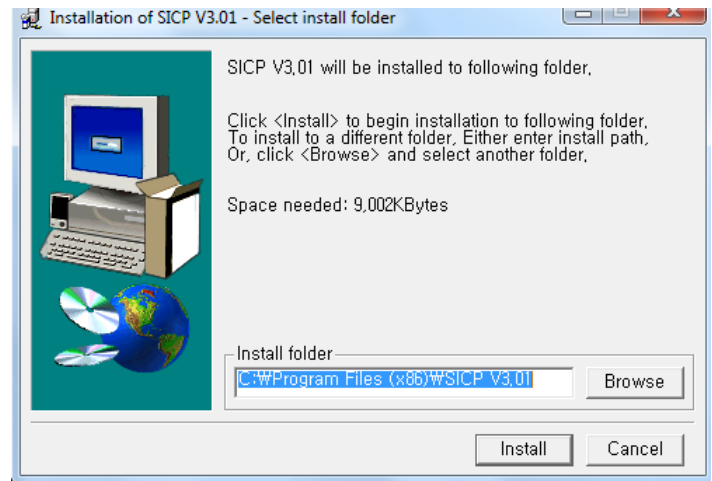 Installation of SICP V3.01 - Select install folder
SICP V3.01 will be installed to following folder.
Click <Install> to begin installation to following folder.
To install to a different folder, Either enter install path,
Or, click <Browse> and select another folder.
Space needed: 9,002KBytes
Install folder
C:₩Program Files (x86)₩SICP V3.01
Browse
Install
Cancel